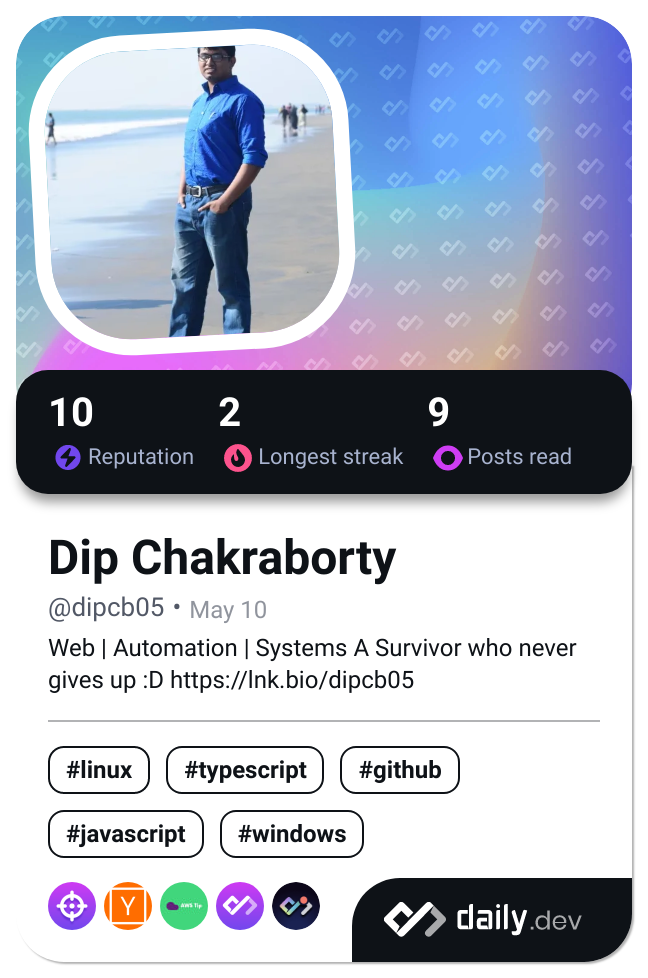 10 2 9
Reputation Longest streak Posts read
Dip Chakraborty
@dipcb05 • May 10
Web | Automation | Systems A Survivor who never
gives up :D https://lnk.bio/dipcb05
#linux #typescript #github
#javascript #windows
Y AWS Tip
daily.dev